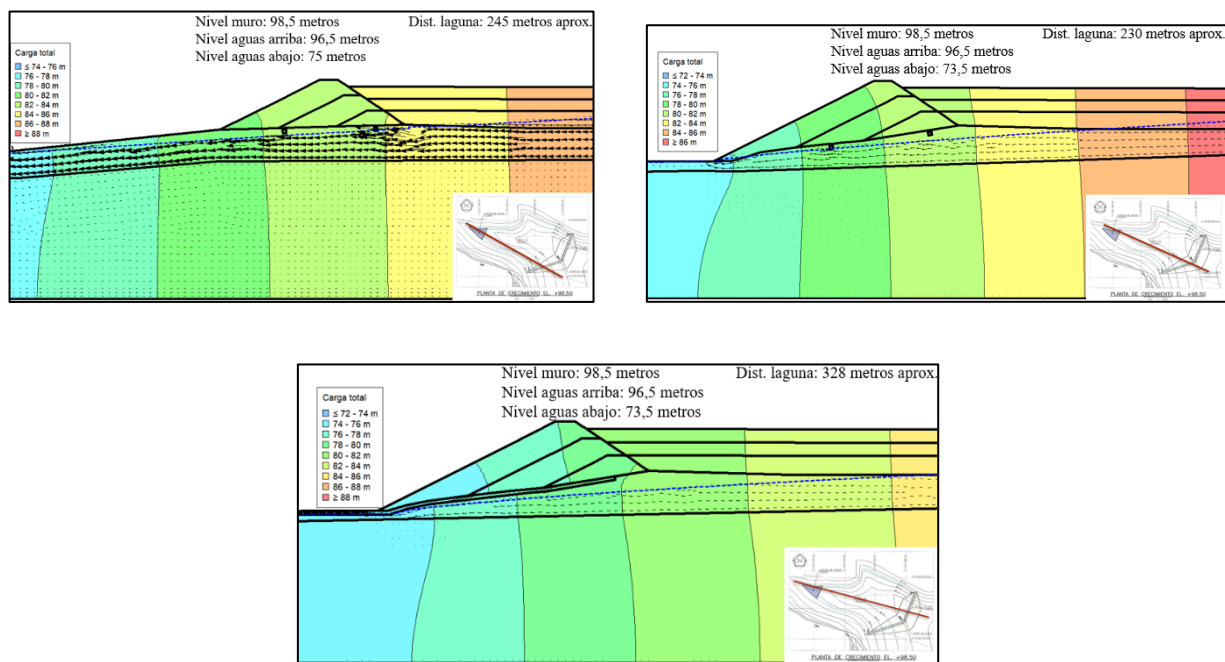 Nivel muro: 98,5 metros
Dist. laguna: 245 metros aprox.
Nivel aguas arriba: 96,5 metros
Nivel aguas abajo: 75 metros
Carga total
≤ 74 - 76 m
76 - 78 m
78 - 80 m
80 - 82 m
82 - 84 m
84 - 86 m
86 - 88 m
≥ 88 m
N
PLANTA DE CRECIMIENTO EL. +98.50
Nivel muro: 98,5 metros
Dist. laguna: 230 metros aprox.
Nivel aguas arriba: 96,5 metros
Nivel aguas abajo: 73,5 metros
Carga total
≤ 72 - 74 m
74 - 76 m
76 - 78 m
78 - 80 m
80 - 82 m
82 - 84 m
84 - 86 m
≥ 86 m
N
PLANTA DE CRECIMIENTO EL. +98.50
Nivel muro: 98,5 metros
Dist. laguna: 328 metros aprox.
Nivel aguas arriba: 96,5 metros
Nivel aguas abajo: 73,5 metros
Carga total
≤ 72 - 74 m
74 - 76 m
76 - 78 m
78 - 80 m
80 - 82 m
82 - 84 m
84 - 86 m
86 - 88 m
≥ 88 m
N
PLANTA DE CRECIMIENTO EL. +98.50